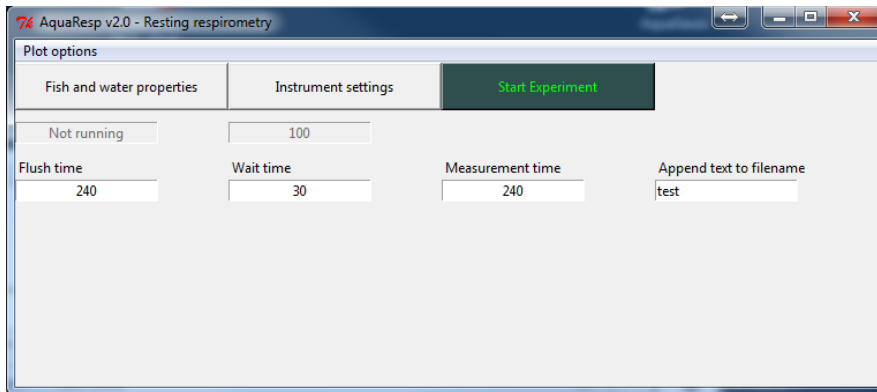 AquaResp v2.0 - Resting respirometry
Plot options
Fish and water properties
Instrument settings
Start Experiment
Not running
100
Flush time
Wait time
Measurement time
Append text to filename
240
30
240
test